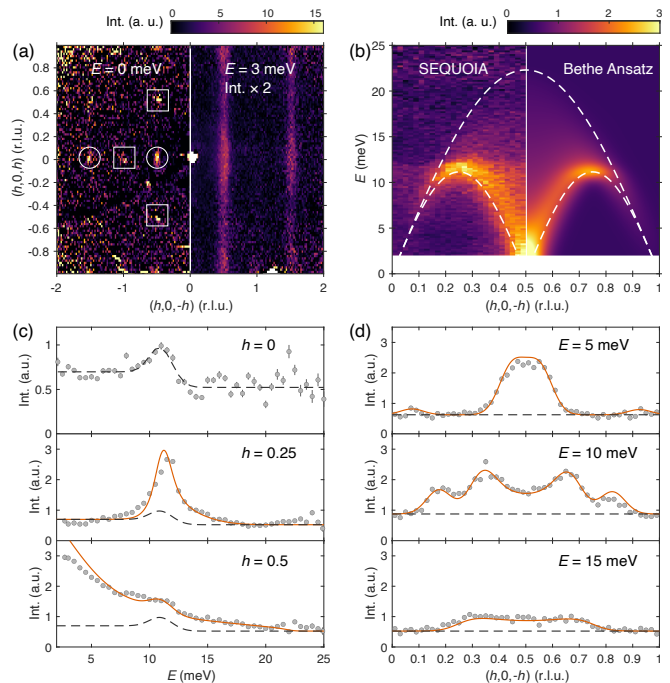 Int. (a. u.) 0 5 10 15
Int. (a. u.) 0 1 2 3
(a) E = 0 meV E = 3 meV
Int. × 2
(h,0,h) (r.l.u.)
0.8
0.6
0.4
0.2
0
-0.2
-0.4
-0.6
-0.8
-2 -1 0 1 2
(h,0,-h) (r.l.u.)
(b) SEQUOIA Bethe Ansatz
E (meV)
25
20
15
10
5
0
0 0.1 0.2 0.3 0.4 0.5 0.6 0.7 0.8 0.9 1
(h,0,-h) (r.l.u.)
(c)
h = 0
Int. (a.u.)
1
0.5
h = 0.25
Int. (a.u.)
3
2
1
h = 0.5
Int. (a.u.)
3
2
1
0
5 10 15 20 25
E (meV)
(d)
E = 5 meV
Int. (a.u.)
3
2
1
E = 10 meV
Int. (a.u.)
3
2
1
E = 15 meV
Int. (a.u.)
3
2
1
0
0 0.1 0.2 0.3 0.4 0.5 0.6 0.7 0.8 0.9 1
(h,0,-h) (r.l.u.)